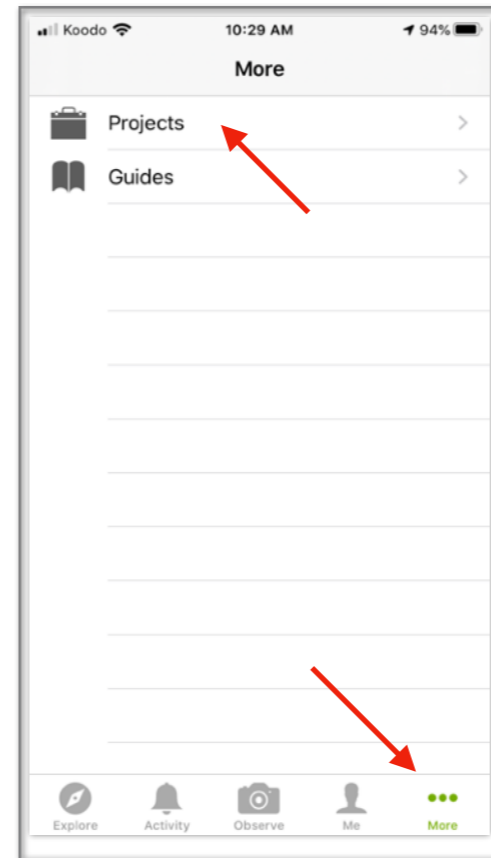 Koodo 10:29 AM 94%
More
Projects
Guides
Explore Activity Observe Me More